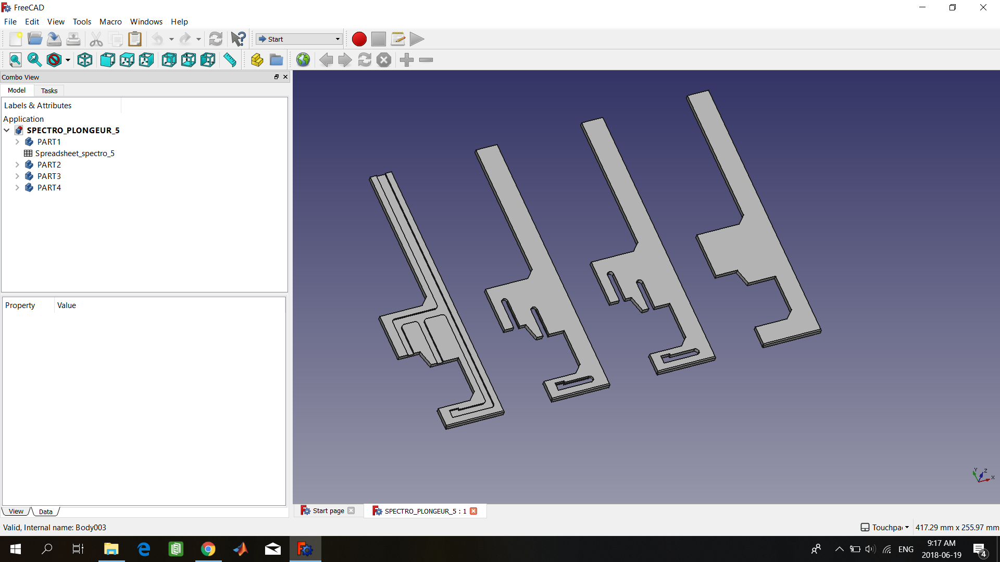 FreeCAD
File Edit View Tools Macro Windows Help
Start
Combo View
Model Tasks
Labels & Attributes
Application
SPECTRO_PLONGEUR_5
PART1
Spreadsheet_spectro_5
PART2
PART3
PART4
Property Value
Y Z X
View Data
Start page
SPECTRO_PLONGEUR_5 : 1
Valid, Internal name: Body003
Touchpa
417.29 mm x 255.97 mm
ENG
9:17 AM
2018-06-19
4